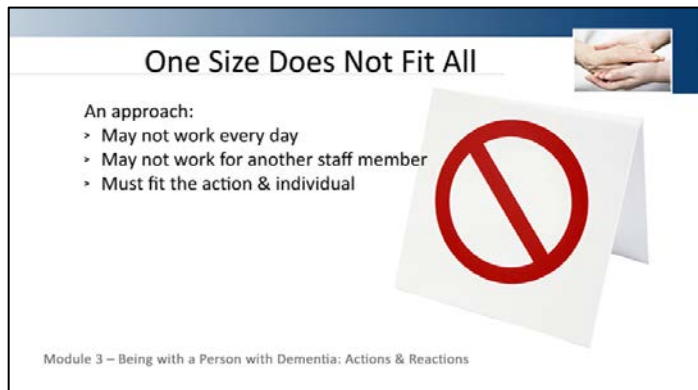 One Size Does Not Fit All
An approach:
➢ May not work every day
➢ May not work for another staff member
➢ Must fit the action & individual
Module 3 – Being with a Person with Dementia: Actions & Reactions